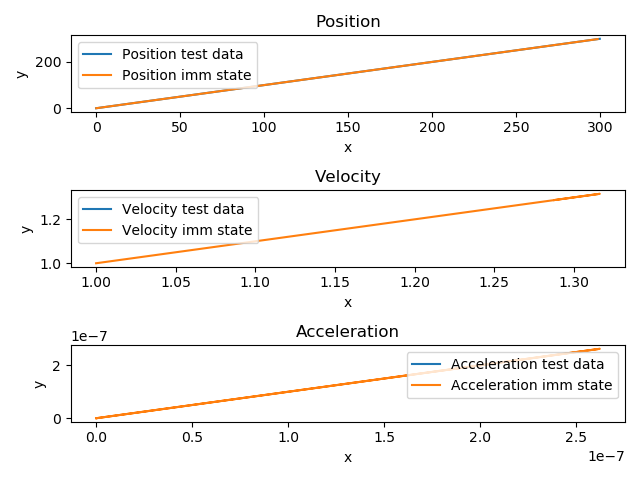 Position
200
0
y
Position test data
Position imm state
0
50
100
150
200
250
300
x
Velocity
1.2
1.0
y
Velocity test data
Velocity imm state
1.00
1.05
1.10
1.15
1.20
1.25
1.30
x
Acceleration
1e−7
2
0
y
Acceleration test data
Acceleration imm state
0.0
0.5
1.0
1.5
2.0
2.5
1e−7
x